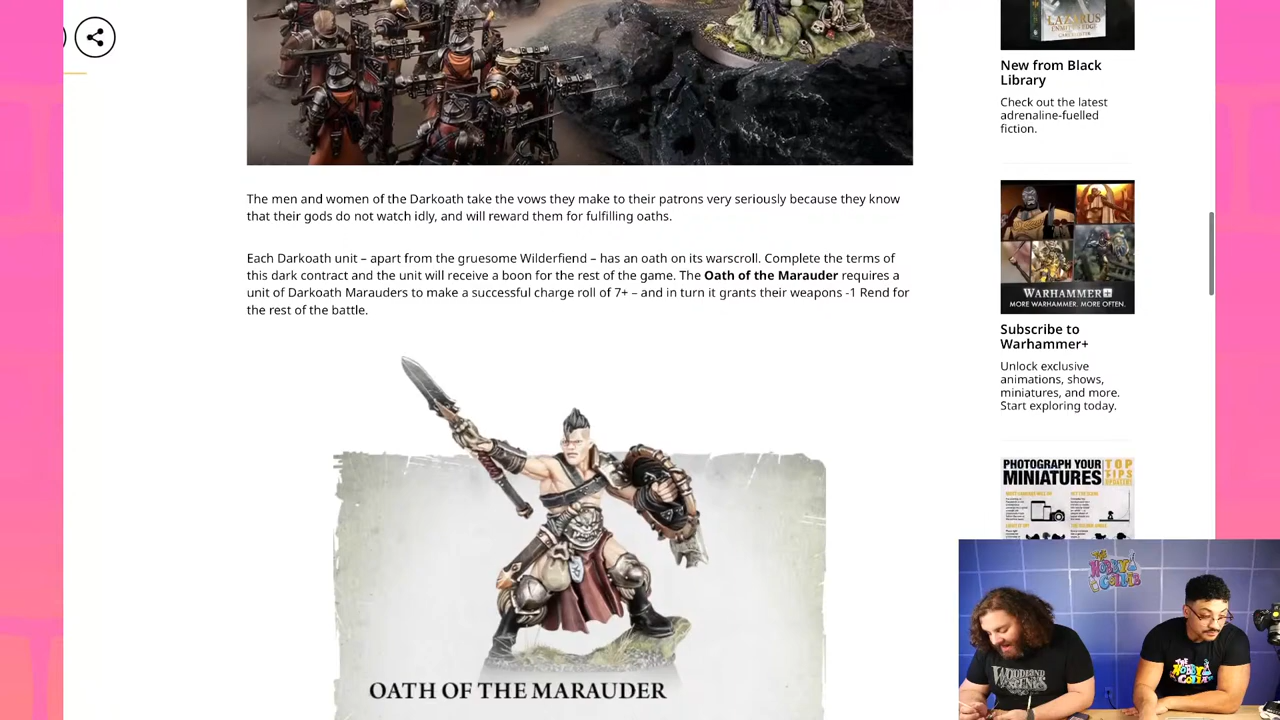 LAZARUS
New from Black
Library
Check out the latest
adrenaline-fuelled
fiction.
The men and women of the Darkoath take the vows they make to their patrons very seriously because they know
that their gods do not watch idly, and will reward them for fulfilling oaths.
Each Darkoath unit – apart from the gruesome Wilderfiend – has an oath on its warscroll. Complete the terms of
this dark contract and the unit will receive a boon for the rest of the game. The Oath of the Marauder requires a
unit of Darkoath Marauders to make a successful charge roll of 7+ – and in turn it grants their weapons -1 Rend for
the rest of the battle.
WARHAMMER+
MORE WARHAMMER. MORE OFTEN.
Subscribe to
Warhammer+
Unlock exclusive
animations, shows,
miniatures, and more.
Start exploring today.
PHOTOGRAPH YOUR
MINIATURES
TOP
TIPS
OATH OF THE MARAUDER
THE
HOBBY
WOODLAND
SCENICS
THE
HOBBY